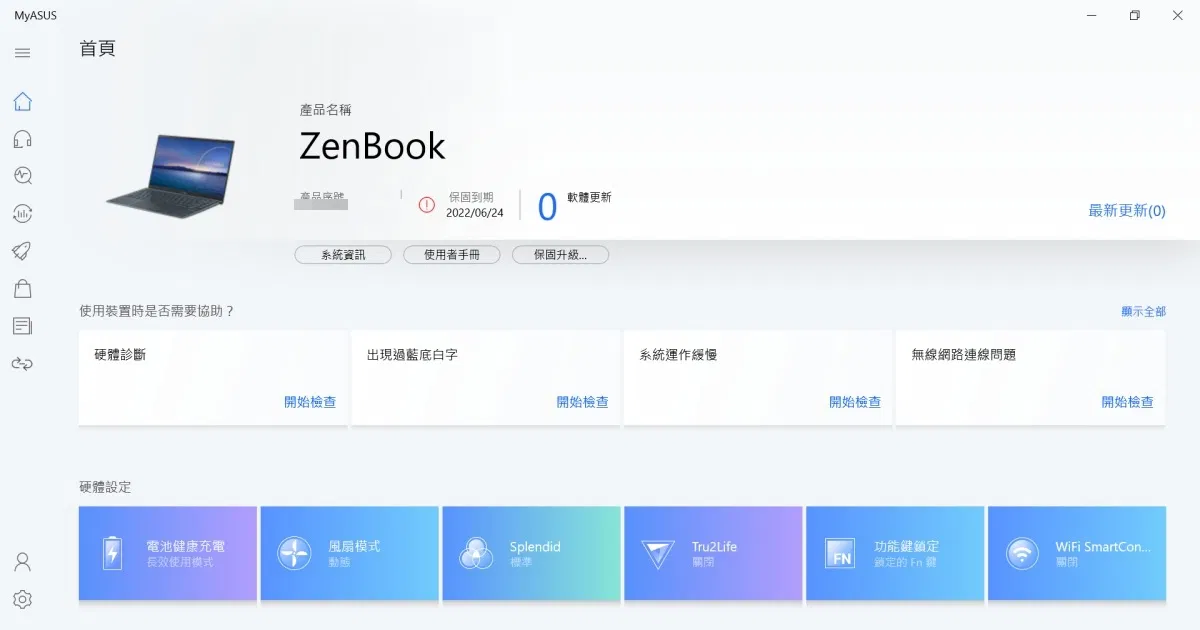 MyASUS
首頁
產品名稱
ZenBook
產品序號
保固到期
2022/06/24
0
軟體更新
最新更新(0)
系統資訊
使用者手冊
保固升級...
使用裝置時是否需要協助？
顯示全部
硬體診斷
開始檢查
出現過藍底白字
開始檢查
系統運作緩慢
開始檢查
無線網路連線問題
開始檢查
硬體設定
電池健康充電
長效使用模式
風扇模式
動態
Splendid
標準
Tru2Life
關閉
FN
功能鍵鎖定
鎖定的 Fn 鍵
WiFi SmartCon...
關閉